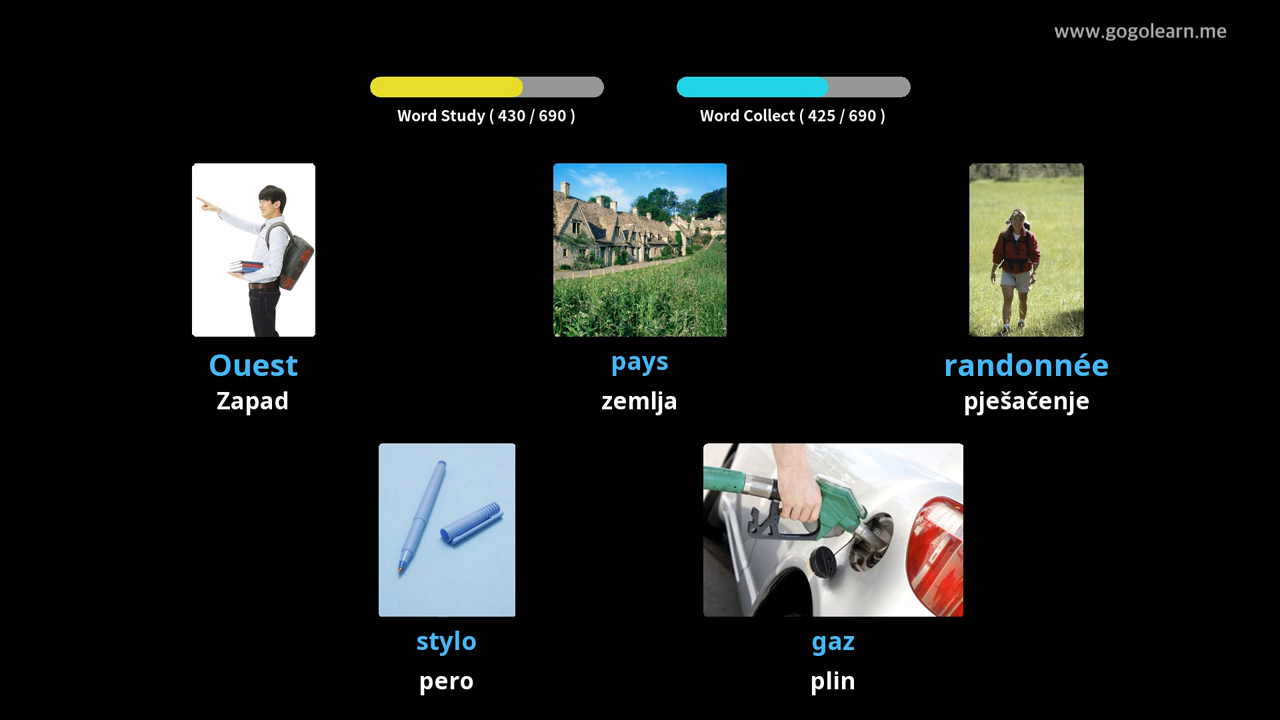 www.gogolearn.me
Word Study ( 430 / 690 )
Word Collect ( 425 / 690 )
Ouest
Zapad
pays
zemlja
randonnée
pješačenje
stylo
pero
gaz
plin